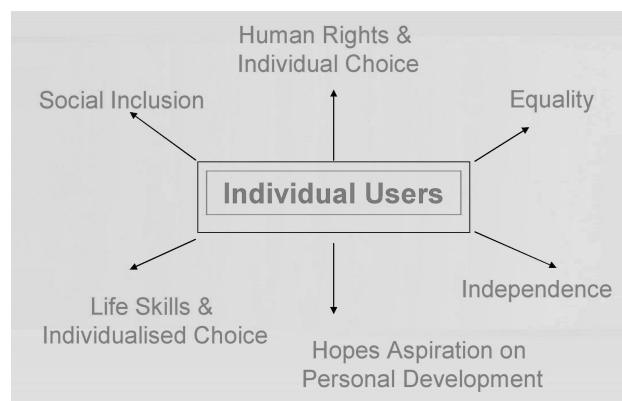 Human Rights &
Individual Choice
Social Inclusion
Equality
Individual Users
Independence
Life Skills &
Individualised Choice
Hopes Aspiration on
Personal Development